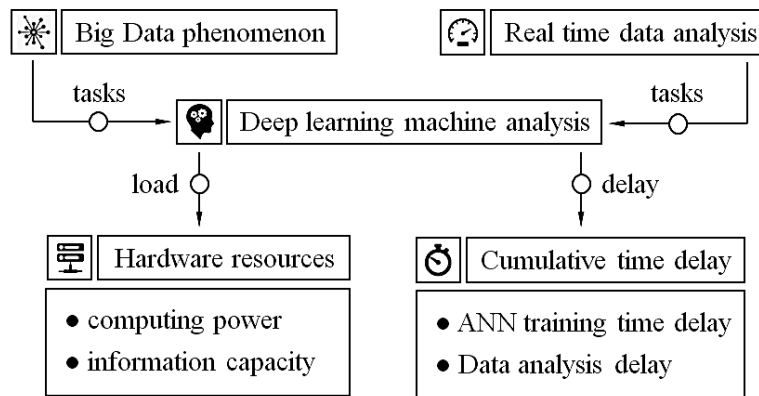 Big Data phenomenon
Real time data analysis
tasks
tasks
Deep learning machine analysis
load
delay
Hardware resources
Cumulative time delay
● computing power
● information capacity
● ANN training time delay
● Data analysis delay